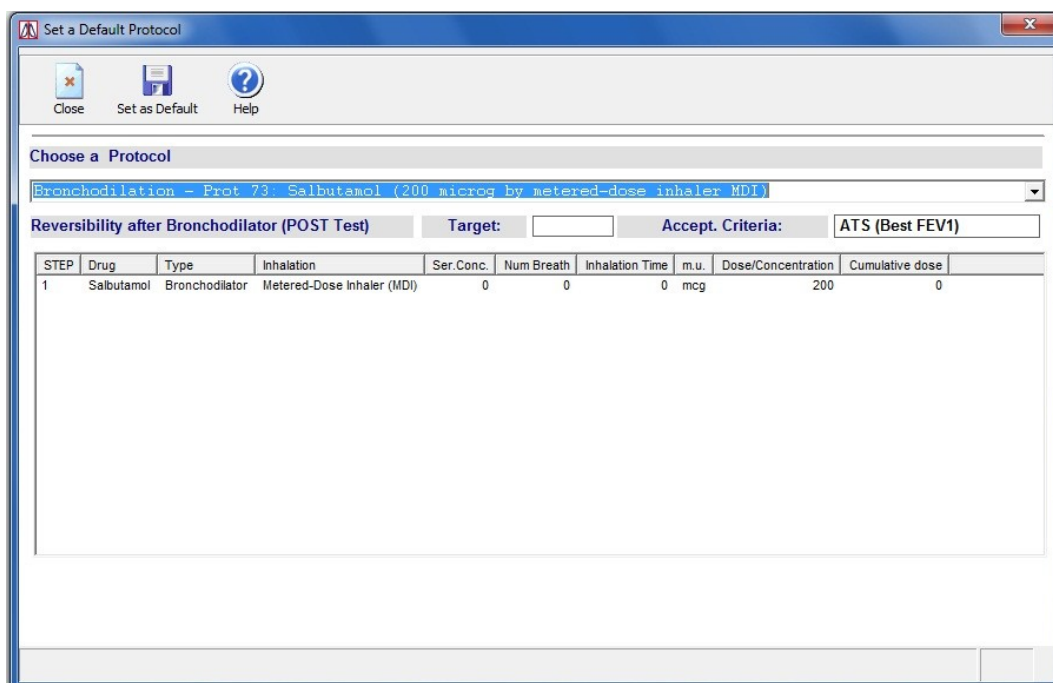 Set a Default Protocol
x
Close Set as Default Help
Choose a Protocol
Bronchodilation - Prot 73: Salbutamol (200 microg by metered-dose inhaler MDI)
Reversibility after Bronchodilator (POST Test) Target: Accept. Criteria: ATS (Best FEV1)
STEP Drug Type Inhalation Ser.Conc. Num Breath Inhalation Time m.u. Dose/Concentration Cumulative dose
1 Salbutamol Bronchodilator Metered-Dose Inhaler (MDI) 0 0 0 mcg 200 0